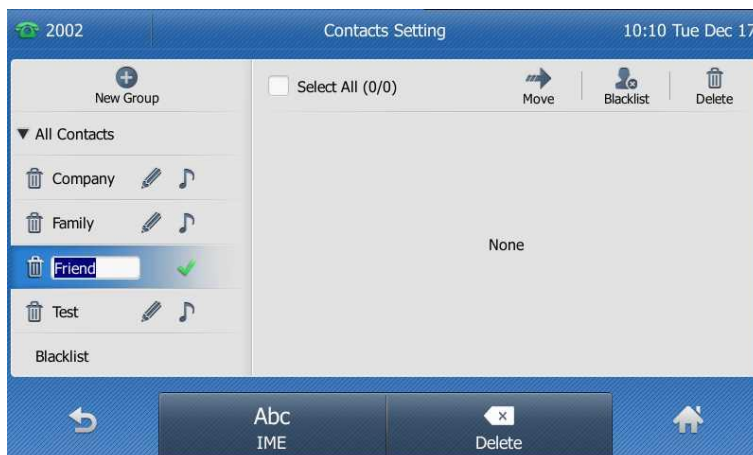 2002 Contacts Setting 10:10 Tue Dec 17
New Group
Select All (0/0) Move Blacklist Delete
All Contacts
Company
Family
None
Friend
Test
Blacklist
Abc Delete
IME